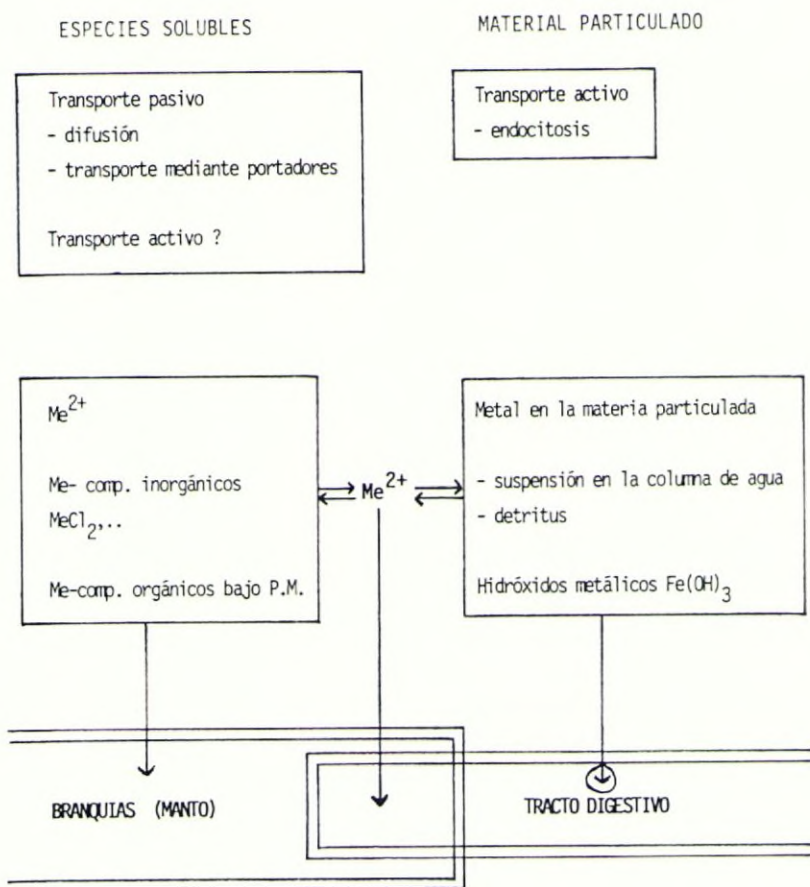 ESPECIES SOLUBLES
MATERIAL PARTICULADO
Transporte pasivo
- difusión
- transporte mediante portadores
Transporte activo ?
Transporte activo
- endocitosis
Me2+
Me- comp. inorgánicos
MeCl2,..
Me-comp. orgánicos bajo P.M.
Me2+
Metal en la materia particulada
- suspensión en la columna de agua
- detritus
Hidróxidos metálicos Fe(OH)3
BRANQUIAS (MANTO)
TRACTO DIGESTIVO